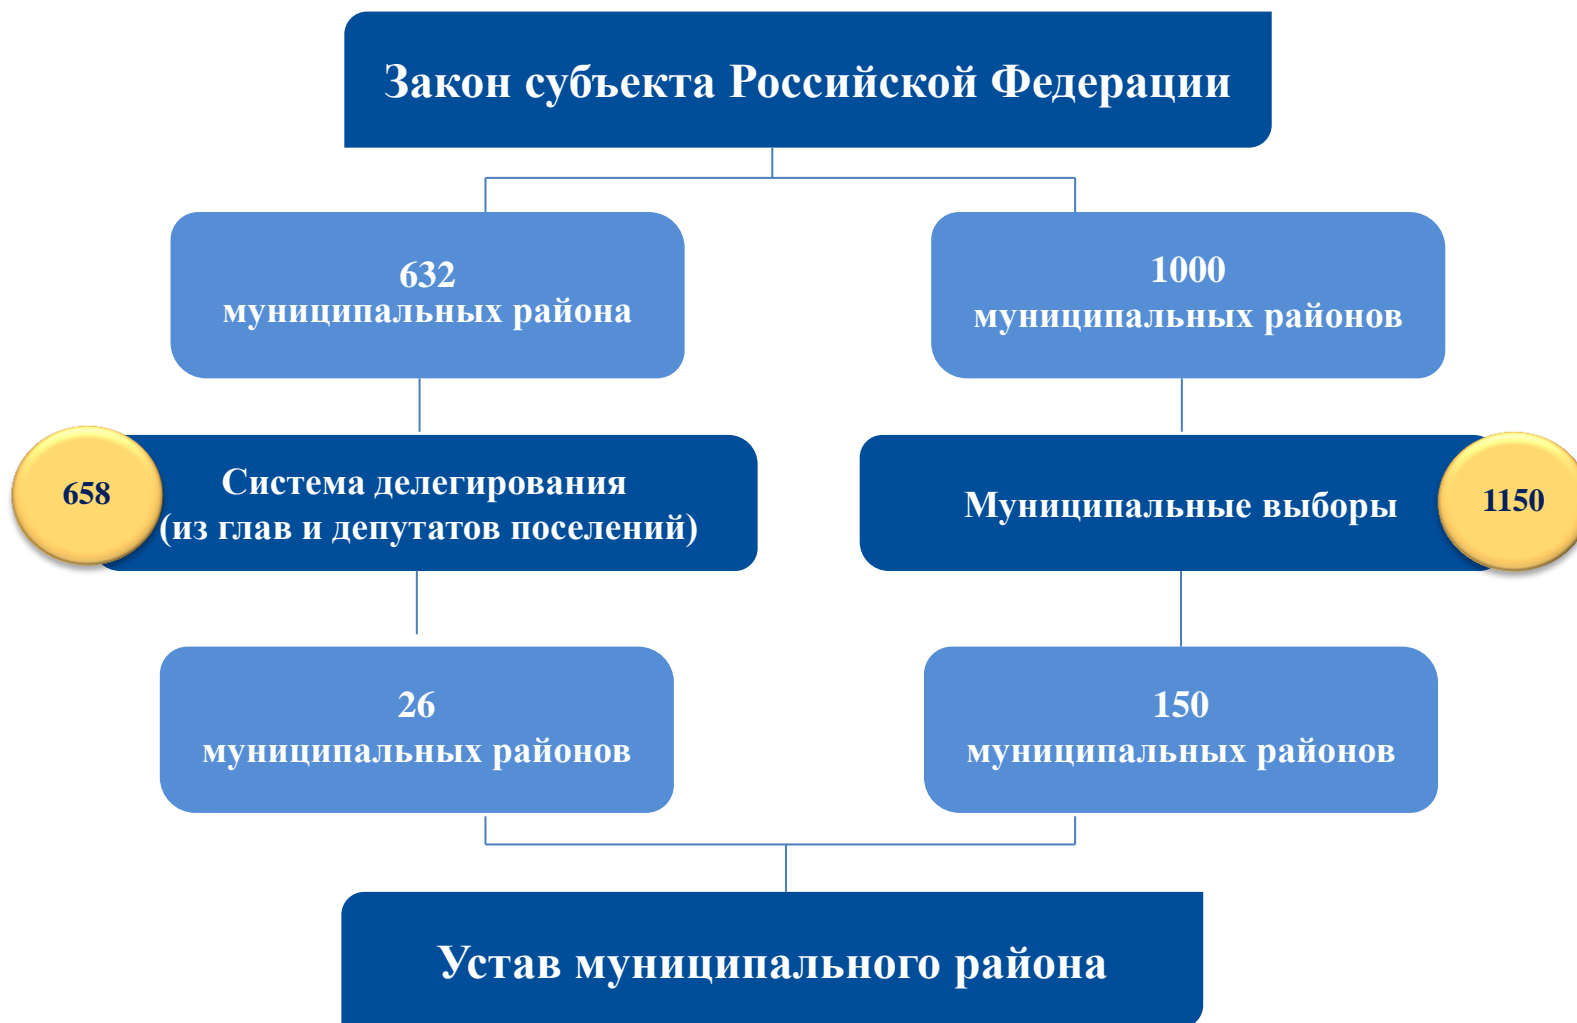 Закон субъекта Российской Федерации
632
муниципальных района
1000
муниципальных районов
658
Система делегирования
(из глав и депутатов поселений)
Муниципальные выборы
1150
26
муниципальных районов
150
муниципальных районов
Устав муниципального района